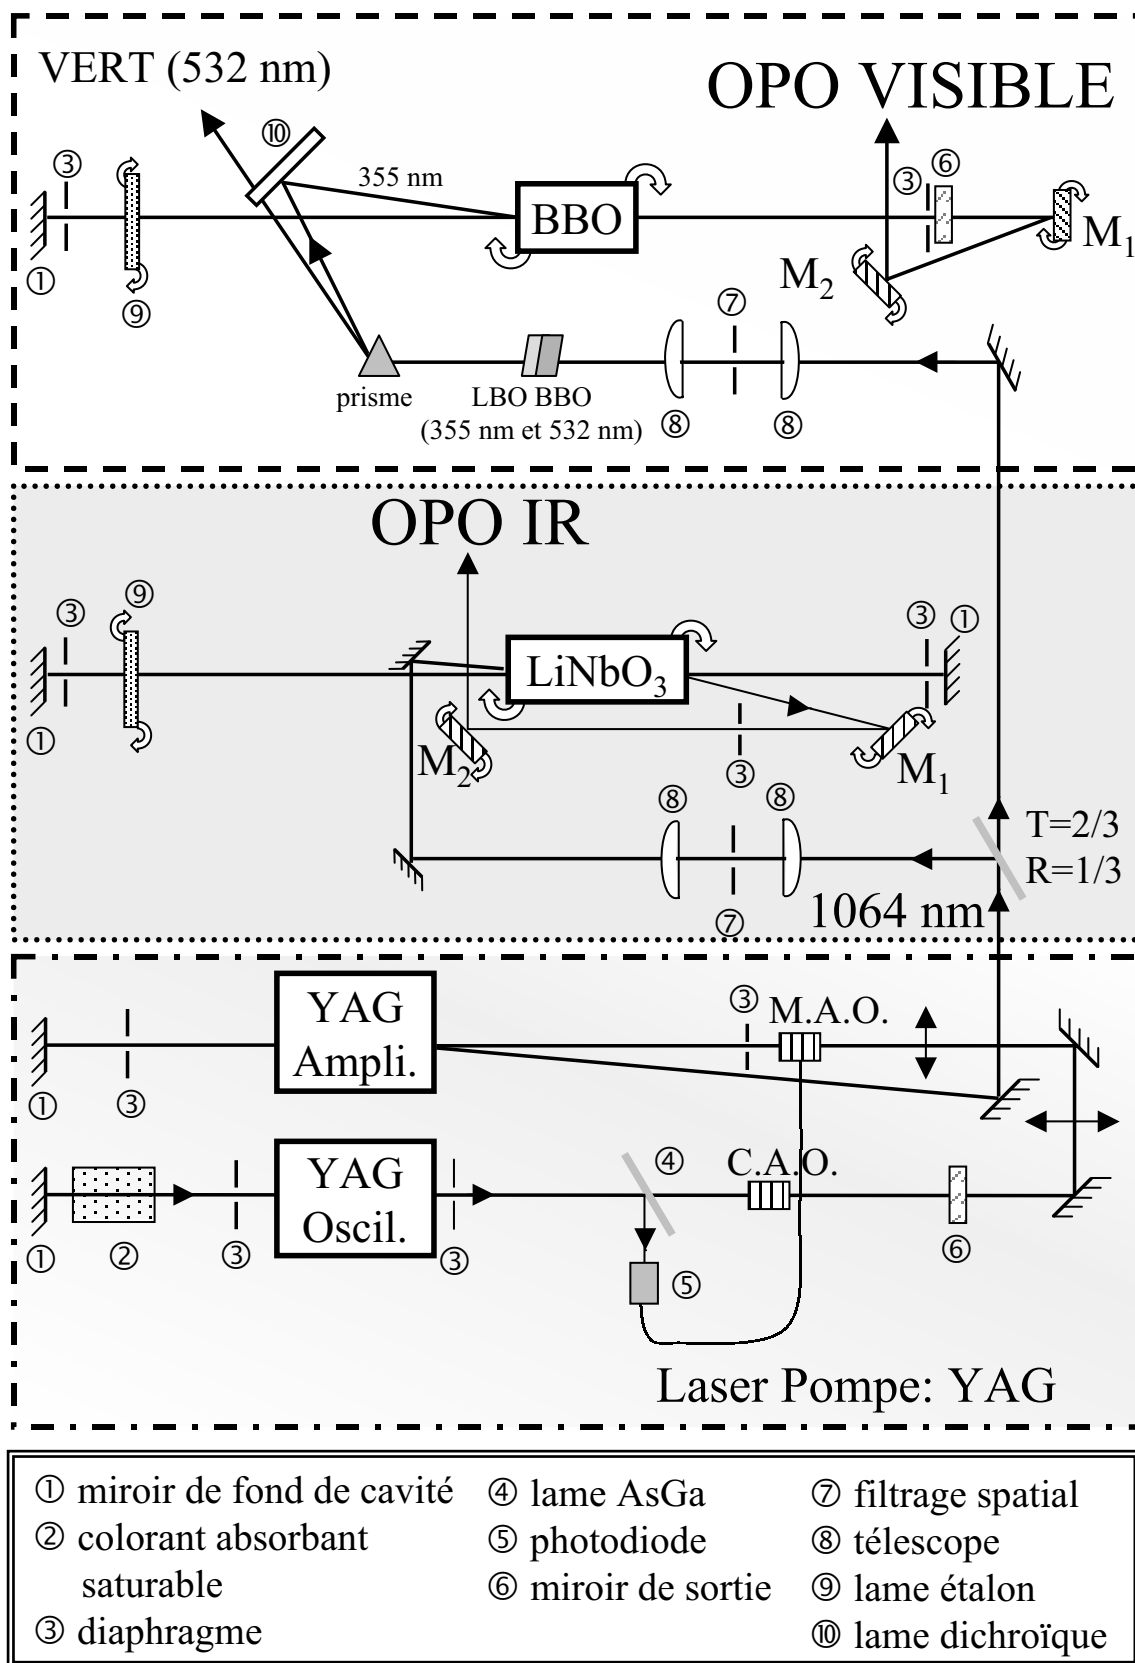 VERT (532 nm)
OPO VISIBLE
⑩
③
355 nm
③
⑥
BBO
M1
M2
①
⑨
⑦
prisme
LBO BBO
(355 nm et 532 nm)
⑧
⑧
OPO IR
③
⑨
③
①
LiNbO3
①
M2
③
M1
⑧
⑧
T=2/3
R=1/3
⑦
1064 nm
YAG
Ampli.
③
M.A.O.
①
③
YAG
Oscil.
④
C.A.O.
①
②
③
③
⑤
⑥
Laser Pompe: YAG
① miroir de fond de cavité
② colorant absorbant
saturable
③ diaphragme
④ lame AsGa
⑤ photodiode
⑥ miroir de sortie
⑦ filtrage spatial
⑧ télescope
⑨ lame étalon
⑩ lame dichroïque